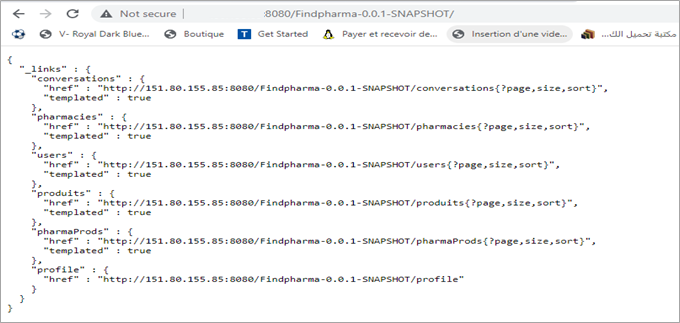 Not secure :8080/Findpharma-0.0.1-SNAPSHOT/
V- Royal Dark Blue... Boutique Get Started Payer et recevoir de... Insertion d'une vide... مكتبة تحميل الك...
{
"_links" : {
"conversations" : {
"href" : "http://151.80.155.85:8080/Findpharma-0.0.1-SNAPSHOT/conversations{?page,size,sort}",
"templated" : true
},
"pharmacies" : {
"href" : "http://151.80.155.85:8080/Findpharma-0.0.1-SNAPSHOT/pharmacies{?page,size,sort}",
"templated" : true
},
"users" : {
"href" : "http://151.80.155.85:8080/Findpharma-0.0.1-SNAPSHOT/users{?page,size,sort}",
"templated" : true
},
"produits" : {
"href" : "http://151.80.155.85:8080/Findpharma-0.0.1-SNAPSHOT/produits{?page,size,sort}",
"templated" : true
},
"pharmaProds" : {
"href" : "http://151.80.155.85:8080/Findpharma-0.0.1-SNAPSHOT/pharmaProds{?page,size,sort}",
"templated" : true
},
"profile" : {
"href" : "http://151.80.155.85:8080/Findpharma-0.0.1-SNAPSHOT/profile"
}
}
}